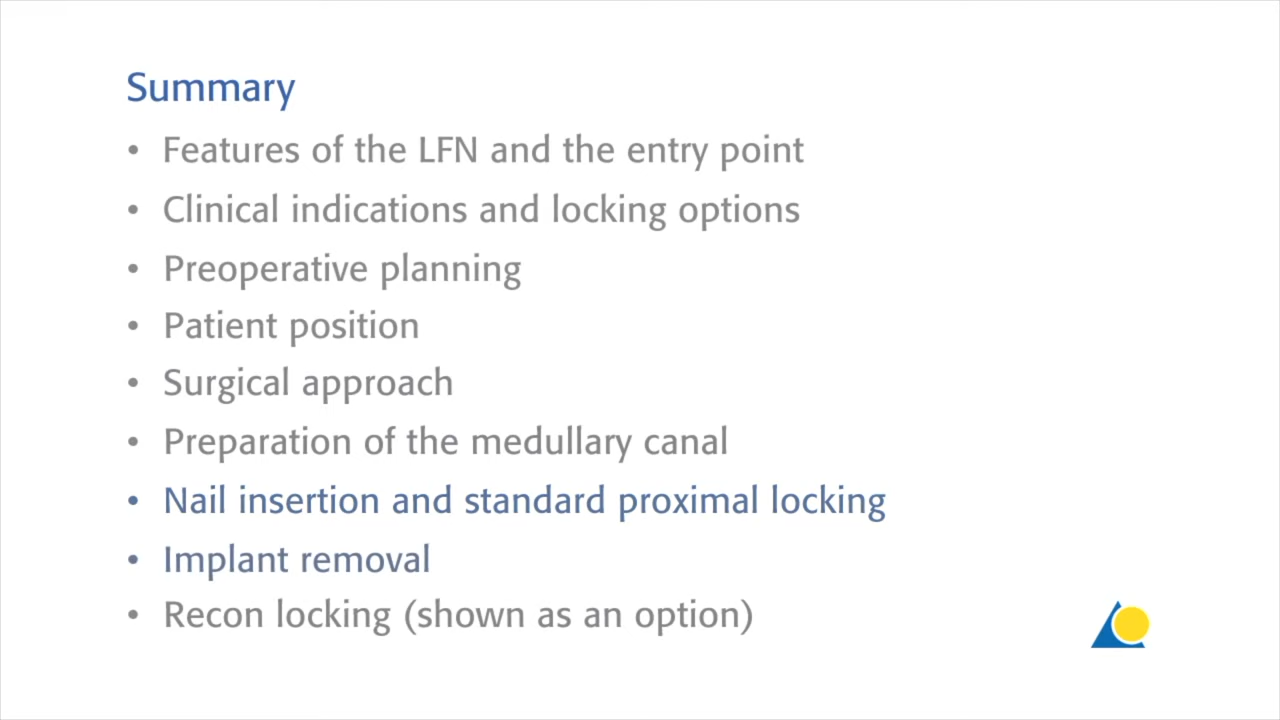 Summary
• Features of the LFN and the entry point
• Clinical indications and locking options
• Preoperative planning
• Patient position
• Surgical approach
• Preparation of the medullary canal
• Nail insertion and standard proximal locking
• Implant removal
• Recon locking (shown as an option)